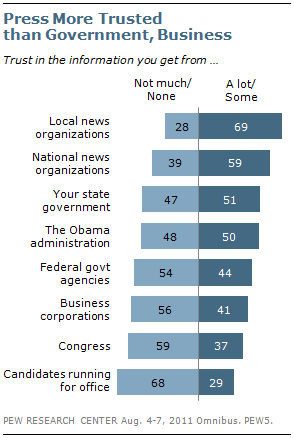 Press More Trusted
than Government, Business
Trust in the information you get from …
Not much/ A lot/
None Some
Local news
organizations 28 69
National news
organizations 39 59
Your state
government 47 51
The Obama
administration 48 50
Federal govt
agencies 54 44
Business
corporations 56 41
Congress 59 37
Candidates running
for office 68 29
PEW RESEARCH CENTER Aug. 4-7, 2011 Omnibus. PEW5.